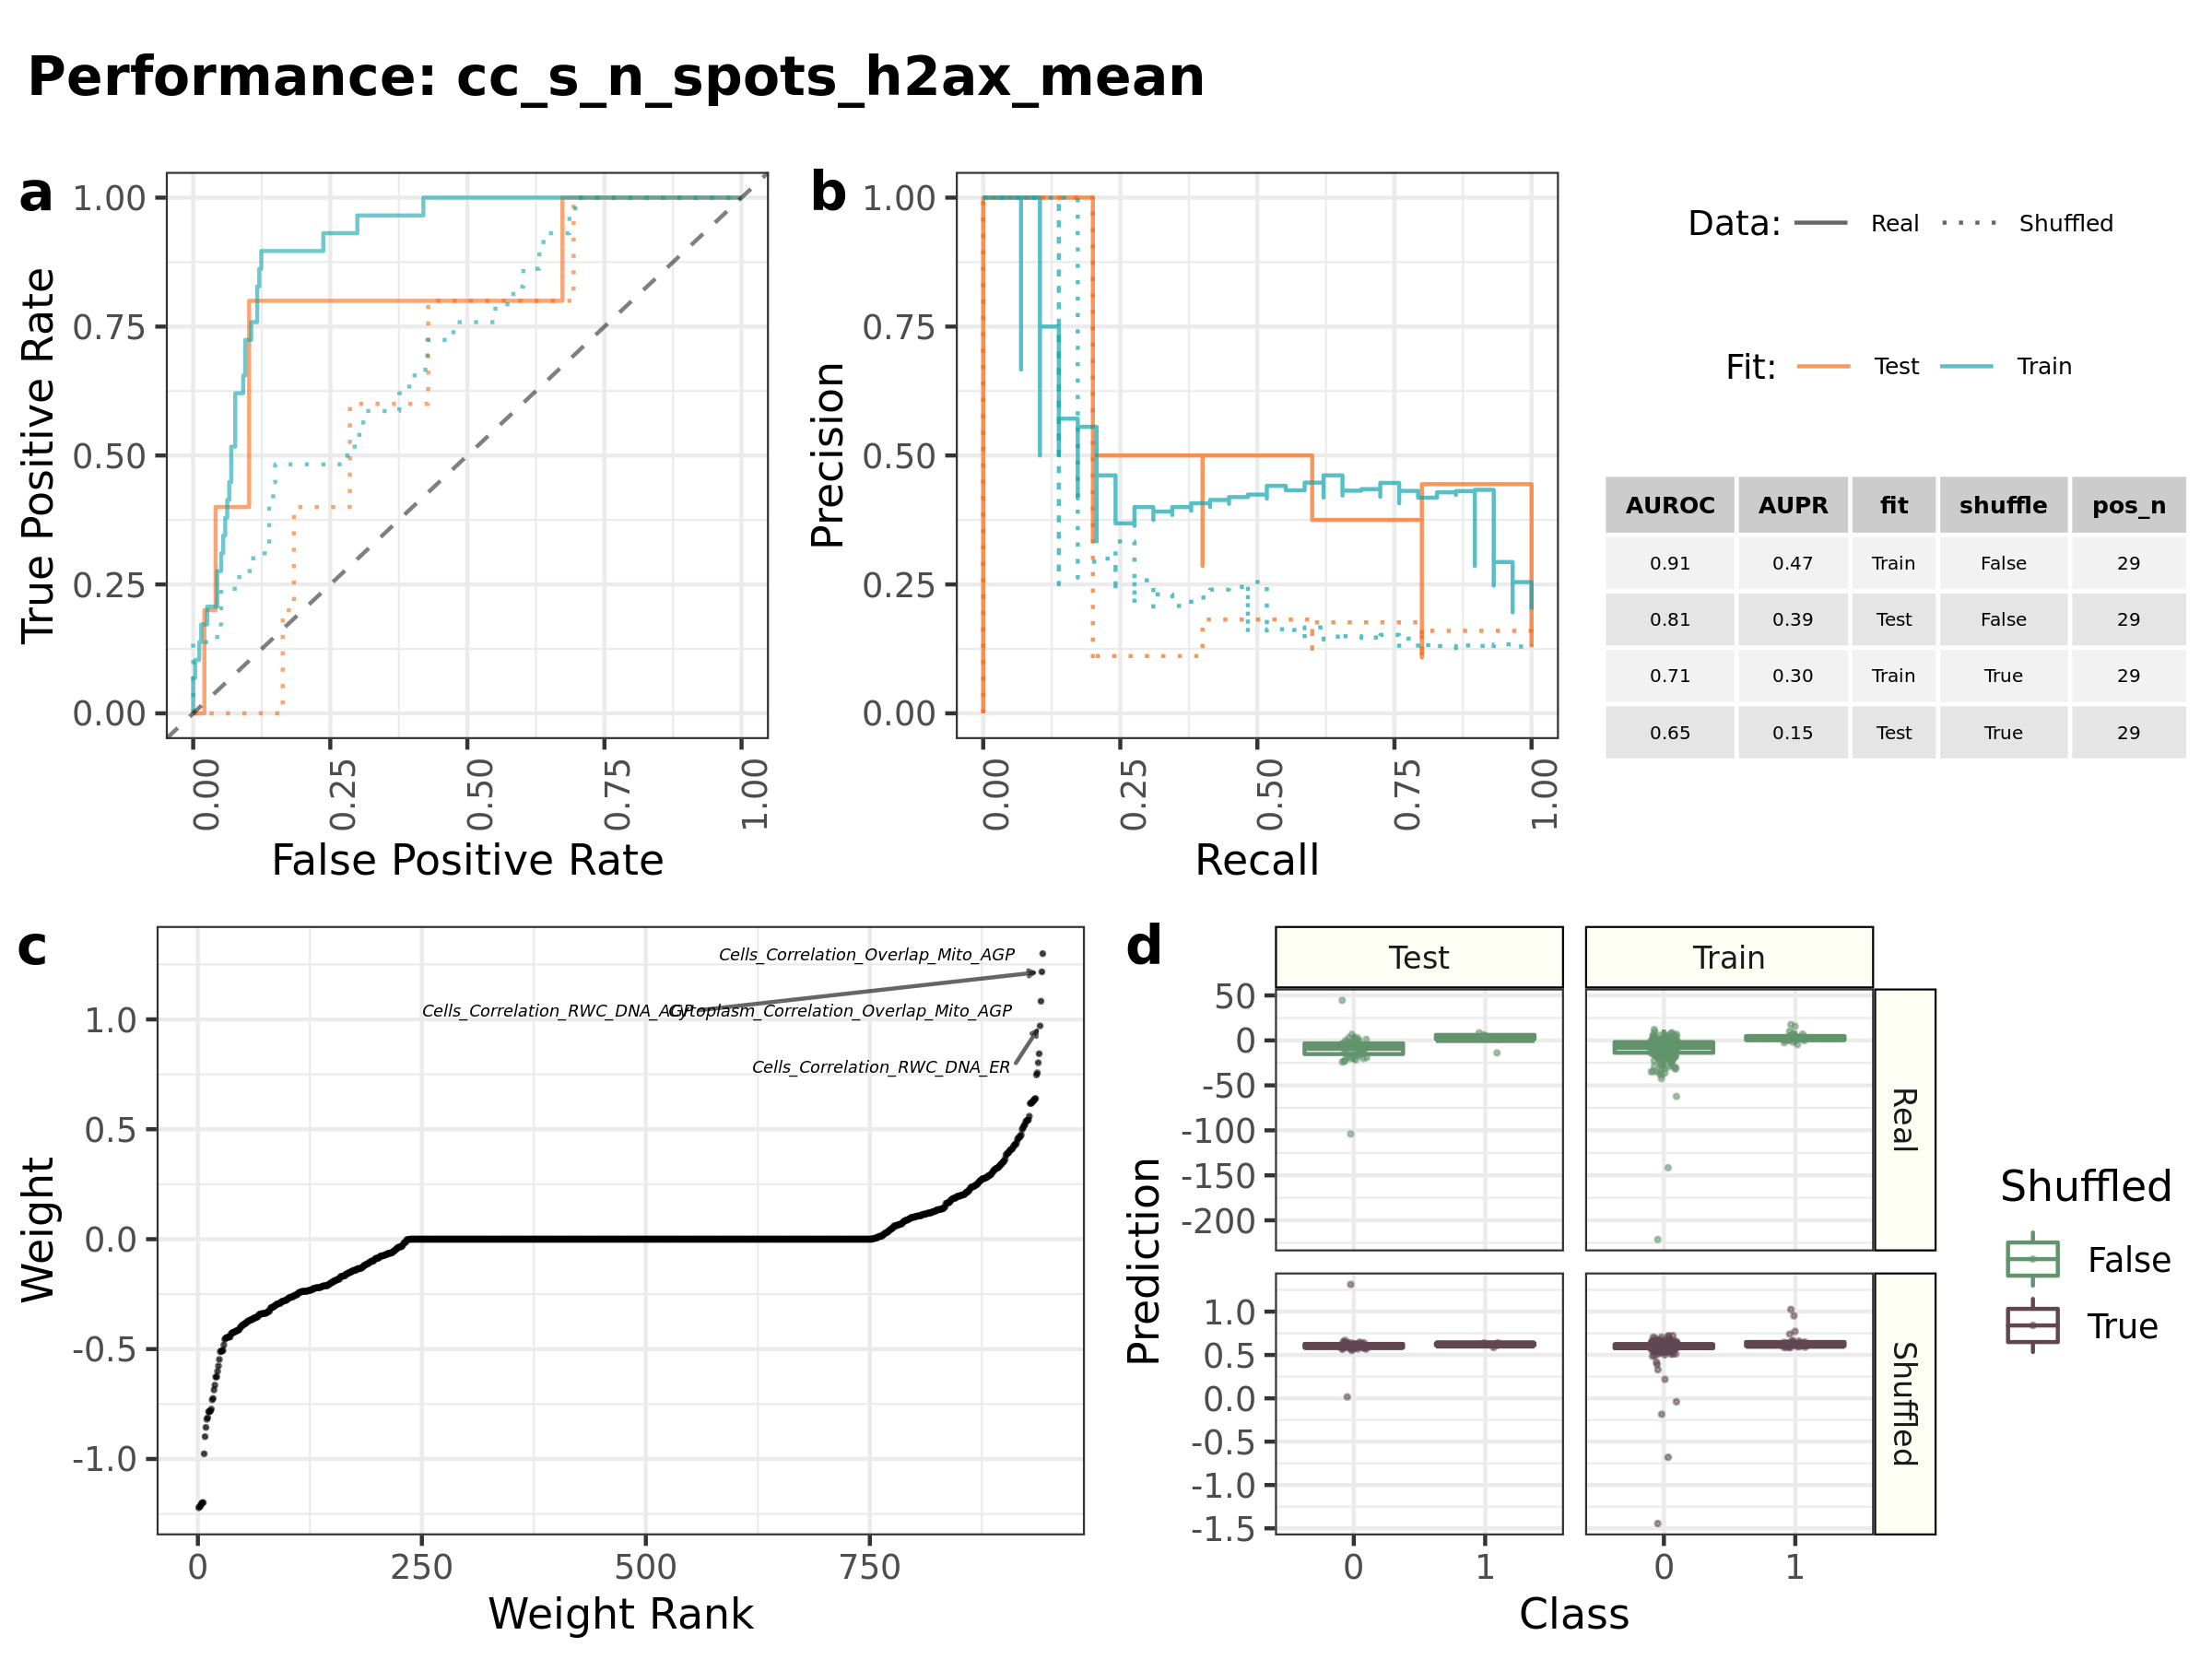 Performance: cc_s_n_spots_h2ax_mean
a
True Positive Rate
1.00
0.75
0.50
0.25
0.00
0.00
0.25
0.50
0.75
1.00
False Positive Rate
b
Precision
1.00
0.75
0.50
0.25
0.00
0.00
0.25
0.50
0.75
1.00
Recall
Data: Real Shuffled
Fit: Test Train
AUROC AUPR fit shuffle pos_n
0.91 0.47 Train False 29
0.81 0.39 Test False 29
0.71 0.30 Train True 29
0.65 0.15 Test True 29
c
Weight
1.0
0.5
0.0
-0.5
-1.0
Cells_Correlation_Overlap_Mito_AGP
Cells_Correlation_RWC_DNA_AGP
Cytoplasm_Correlation_Overlap_Mito_AGP
Cells_Correlation_RWC_DNA_ER
0 250 500 750
Weight Rank
d
Prediction
Test Train
50
0
-50
-100
-150
-200
Real
1.0
0.5
0.0
-0.5
-1.0
-1.5
Shuffled
0 1 0 1
Class
Shuffled
False
True